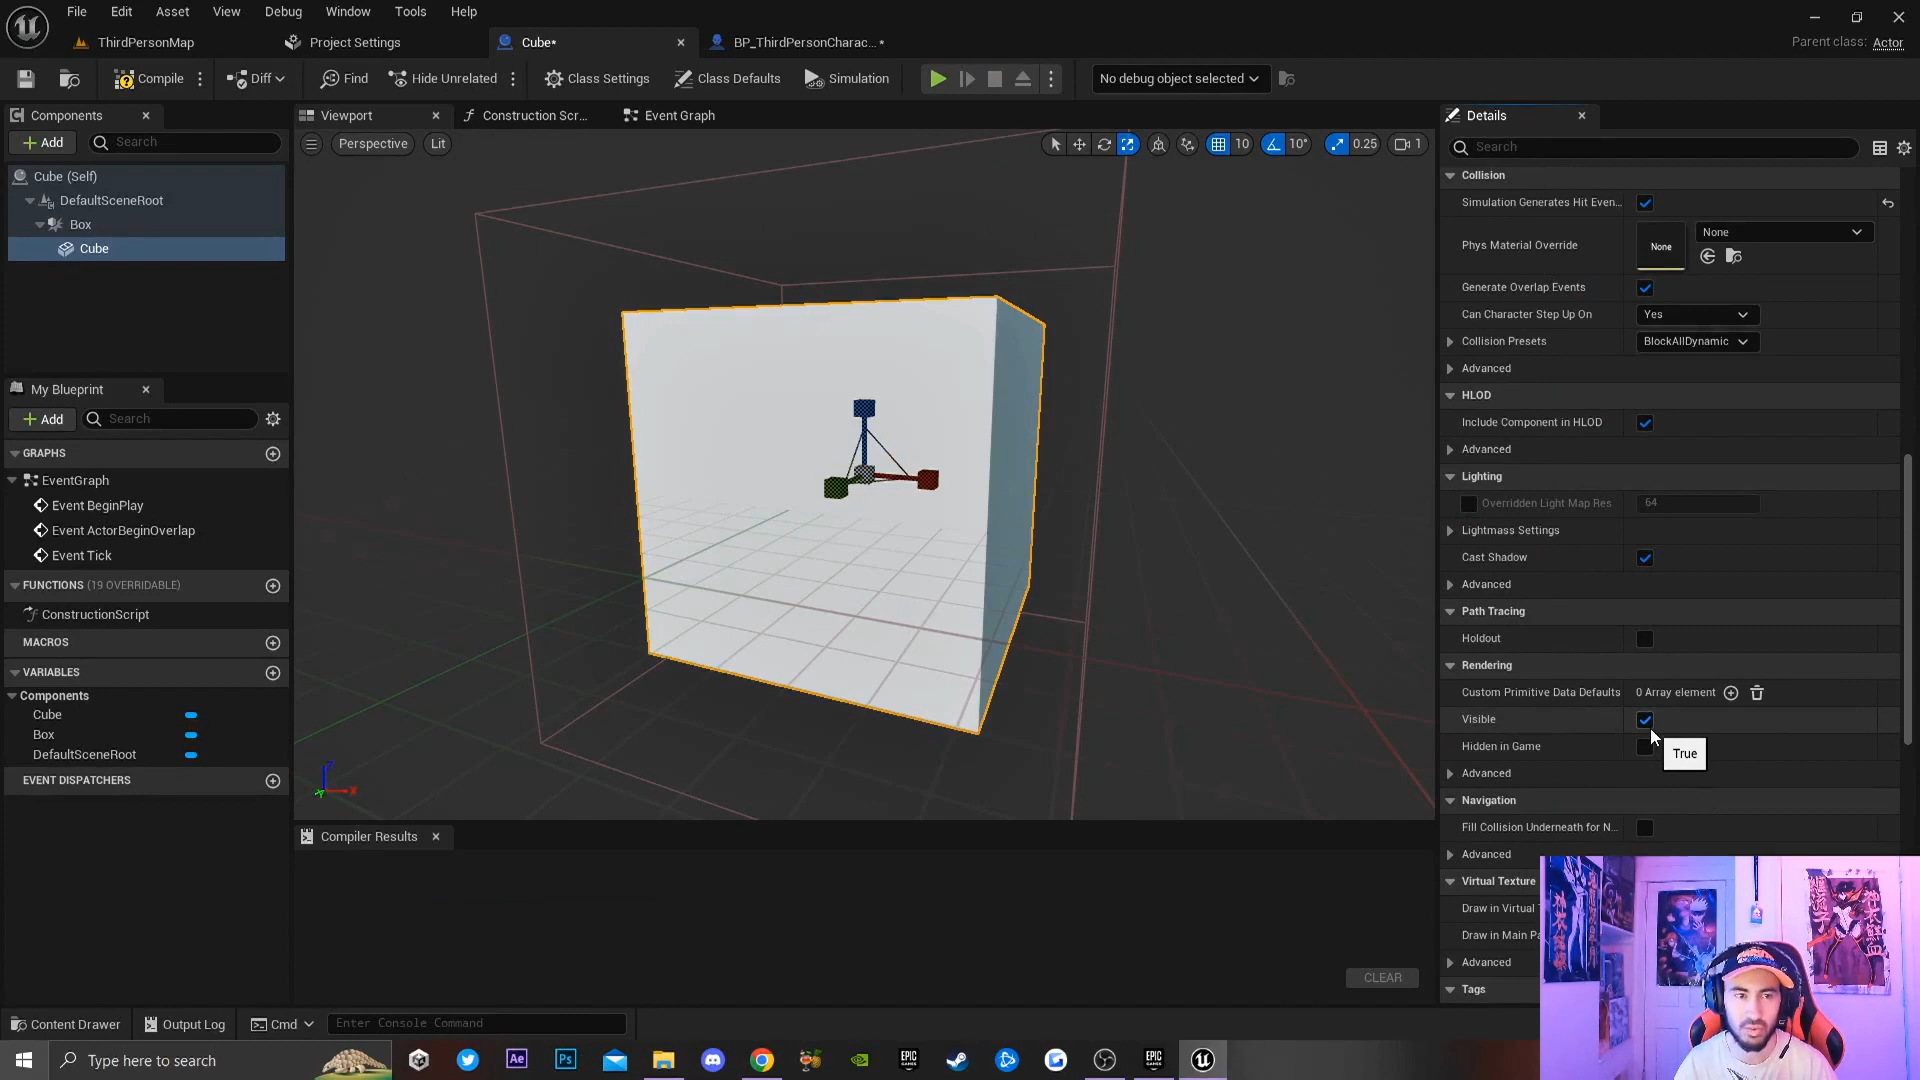 File Edit Asset View Debug Window Tools Help
ThirdPersonMap Project Settings Cube* BP_ThirdPersonCharac... *
Parent class: Actor
Compile Diff Find Hide Unrelated Class Settings Class Defaults Simulation No debug object selected
Components
Add Search
Cube (Self)
DefaultSceneRoot
Box
Cube
My Blueprint
Add Search
GRAPHS
EventGraph
Event BeginPlay
Event ActorBeginOverlap
Event Tick
FUNCTIONS (19 OVERRIDABLE)
ConstructionScript
MACROS
VARIABLES
Components
Cube
Box
DefaultSceneRoot
EVENT DISPATCHERS
Viewport Construction Scr... Event Graph
Perspective Lit 10 10° 0.25 1
Z
X
Compiler Results
CLEAR
Details
Search
Collision
Simulation Generates Hit Even...
Phys Material Override None None
Generate Overlap Events
Can Character Step Up On Yes
Collision Presets BlockAllDynamic
Advanced
HLOD
Include Component in HLOD
Advanced
Lighting
Overridden Light Map Res 64
Lightmass Settings
Cast Shadow
Advanced
Path Tracing
Holdout
Rendering
Custom Primitive Data Defaults 0 Array element
Visible
Hidden in Game
True
Advanced
Navigation
Fill Collision Underneath for N...
Advanced
Virtual Texture
Draw in Virtual
Draw in Main Pa
Advanced
Tags
Content Drawer Output Log Cmd Enter Console Command
Type here to search
Ae Ps EPIC GAMES EPIC GAMES